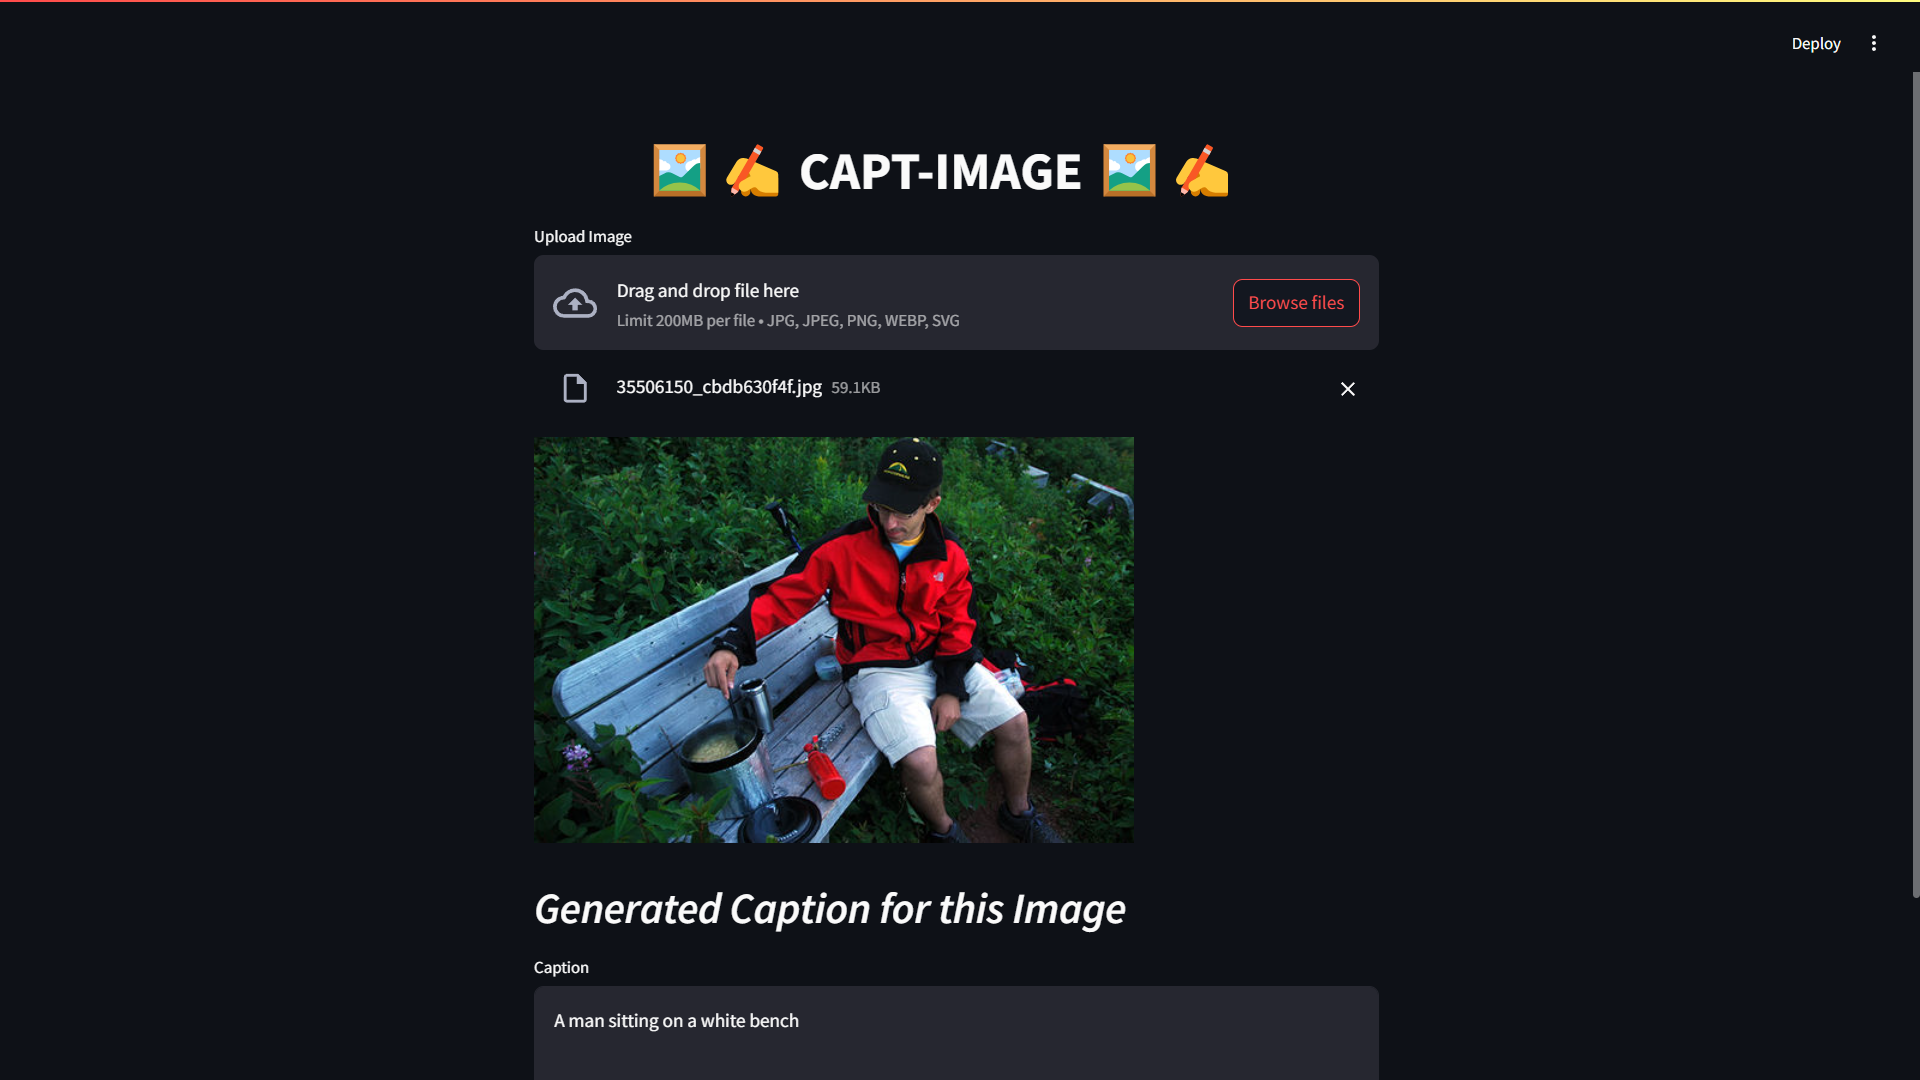 Deploy
CAPT-IMAGE
Upload Image
Drag and drop file here
Limit 200MB per file • JPG, JPEG, PNG, WEBP, SVG
Browse files
35506150_cbdb630f4f.jpg 59.1KB
Generated Caption for this Image
Caption
A man sitting on a white bench